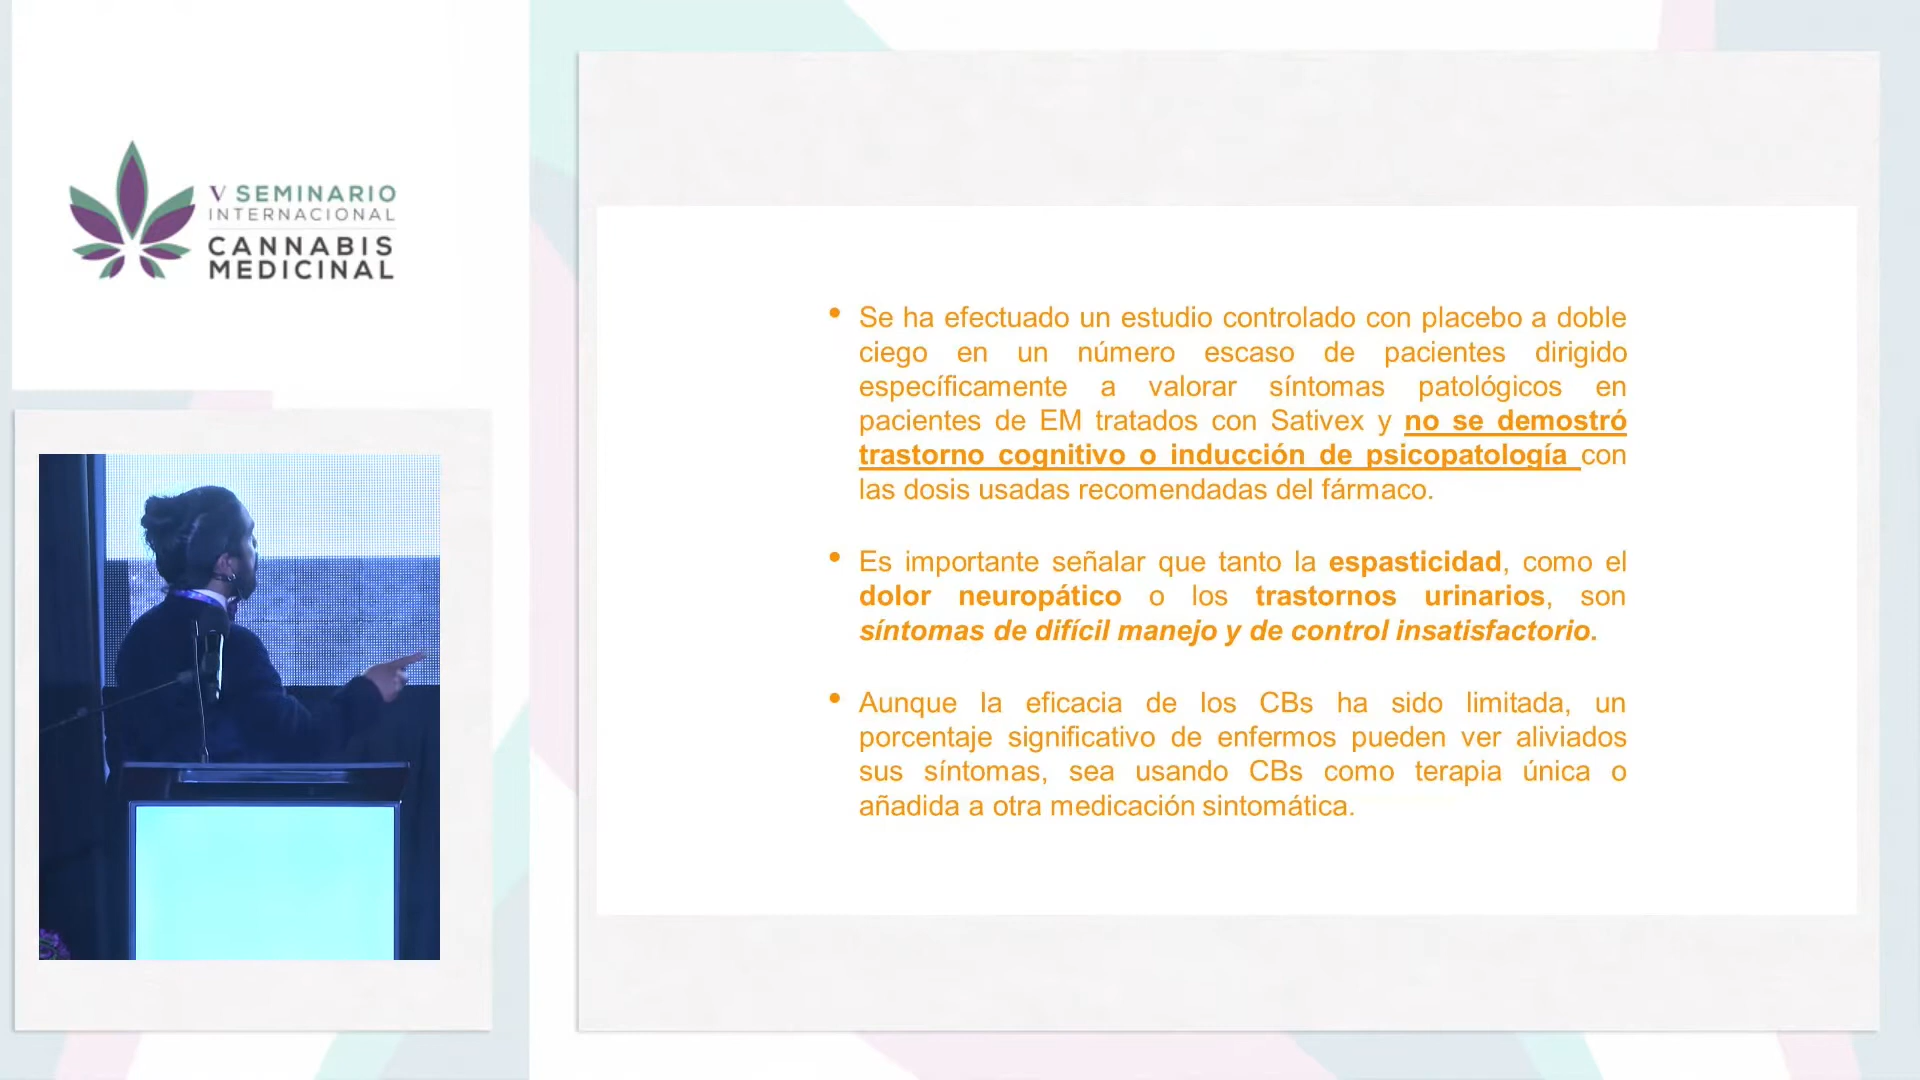 V SEMINARIO
INTERNACIONAL
CANNABIS
MEDICINAL
• Se ha efectuado un estudio controlado con placebo a doble
ciego en un número escaso de pacientes dirigido
específicamente a valorar síntomas patológicos en
pacientes de EM tratados con Sativex y no se demostró
trastorno cognitivo o inducción de psicopatología con
las dosis usadas recomendadas del fármaco.
• Es importante señalar que tanto la espasticidad, como el
dolor neuropático o los trastornos urinarios, son
síntomas de difícil manejo y de control insatisfactorio.
• Aunque la eficacia de los CBs ha sido limitada, un
porcentaje significativo de enfermos pueden ver aliviados
sus síntomas, sea usando CBs como terapia única o
añadida a otra medicación sintomática.